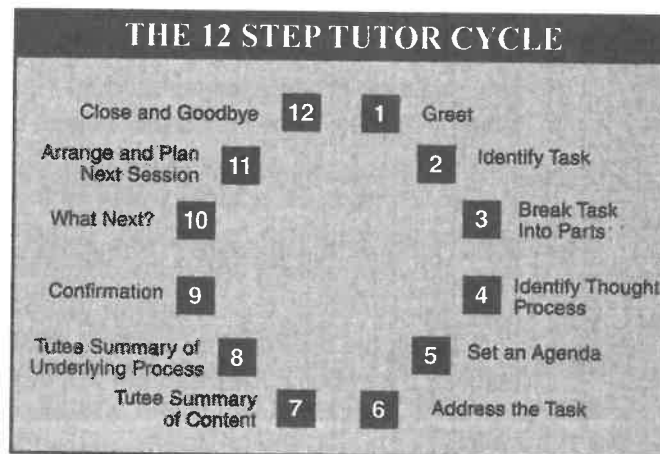 THE 12 STEP TUTOR CYCLE
Close and Goodbye 12
1 Greet
Arrange and Plan
Next Session 11
2 Identify Task
What Next? 10
3 Break Task
Into Parts
Confirmation 9
4 Identify Thought
Process
Tutee Summary of
Underlying Process 8
5 Set an Agenda
Tutee Summary
of Content 7
6 Address the Task